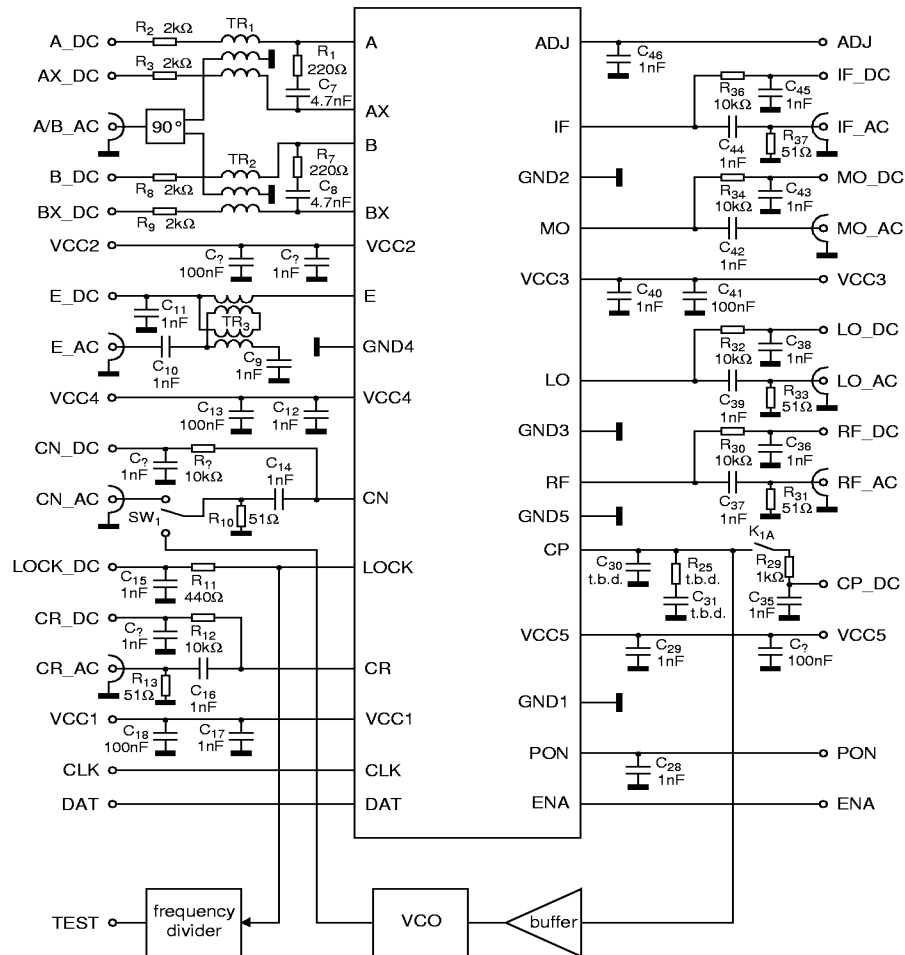 A_DC R2 2kΩ TR1 A ADJ ADJ
R1 220Ω C46 1nF
AX_DC R3 2kΩ C7 4.7nF AX R36 10kΩ C45 1nF IF_DC
A/B_AC 90° IF C44 1nF R37 51Ω IF_AC
B
B_DC R8 2kΩ TR2 R7 220Ω C8 4.7nF GND2 R34 10kΩ C43 1nF MO_DC
BX_DC R9 2kΩ BX MO C42 1nF MO_AC
VCC2 C? 100nF C? 1nF VCC2 VCC3 C40 1nF C41 100nF VCC3
E_DC C11 1nF TR3 E
E_AC C10 1nF C9 1nF GND4 R32 10kΩ C38 1nF LO_DC
LO C39 1nF R33 51Ω LO_AC
VCC4 C13 100nF C12 1nF VCC4
GND3 R30 10kΩ C36 1nF RF_DC
CN_DC C? 1nF R? 10kΩ C14 1nF RF C37 1nF R31 51Ω RF_AC
CN_AC SW1 R10 51Ω CN GND5
CP C30 t.b.d. R25 t.b.d. C31 t.b.d. K1A R29 1kΩ C35 1nF CP_DC
LOCK_DC C15 1nF R11 440Ω LOCK
CR_DC C? 1nF R12 10kΩ VCC5 C29 1nF C? 100nF VCC5
CR_AC R13 51Ω C16 1nF CR
GND1
VCC1 C18 100nF C17 1nF VCC1 PON C28 1nF PON
CLK CLK
DAT DAT ENA ENA
TEST frequency VCO buffer
divider